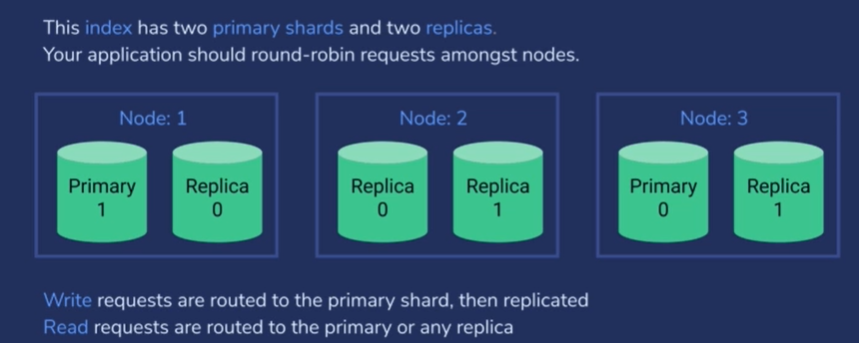 This index has two primary shards and two replicas.
Your application should round-robin requests amongst nodes.
Node: 1
Primary
1
Replica
0
Node: 2
Replica
0
Replica
1
Node: 3
Primary
0
Replica
1
Write requests are routed to the primary shard, then replicated
Read requests are routed to the primary or any replica